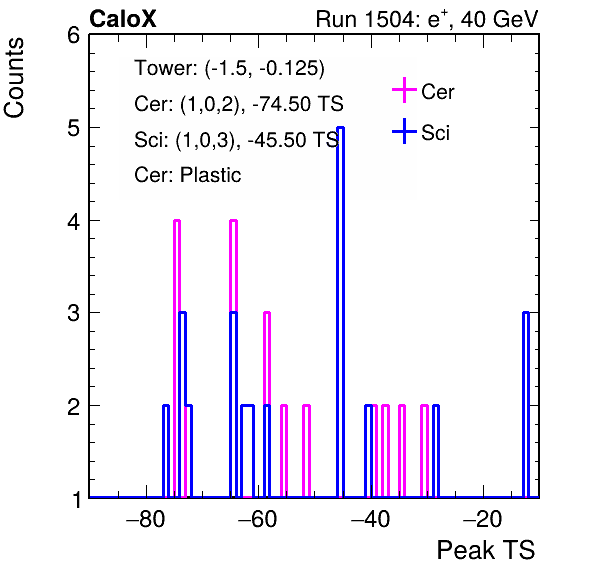 CaloX Run 1504: e⁺, 40 GeV
Counts
Tower: (-1.5, -0.125)
Cer: (1,0,2), -74.50 TS
Sci: (1,0,3), -45.50 TS
Cer: Plastic
Cer
Sci
6
5
4
3
2
1
−80 −60 −40 −20
Peak TS